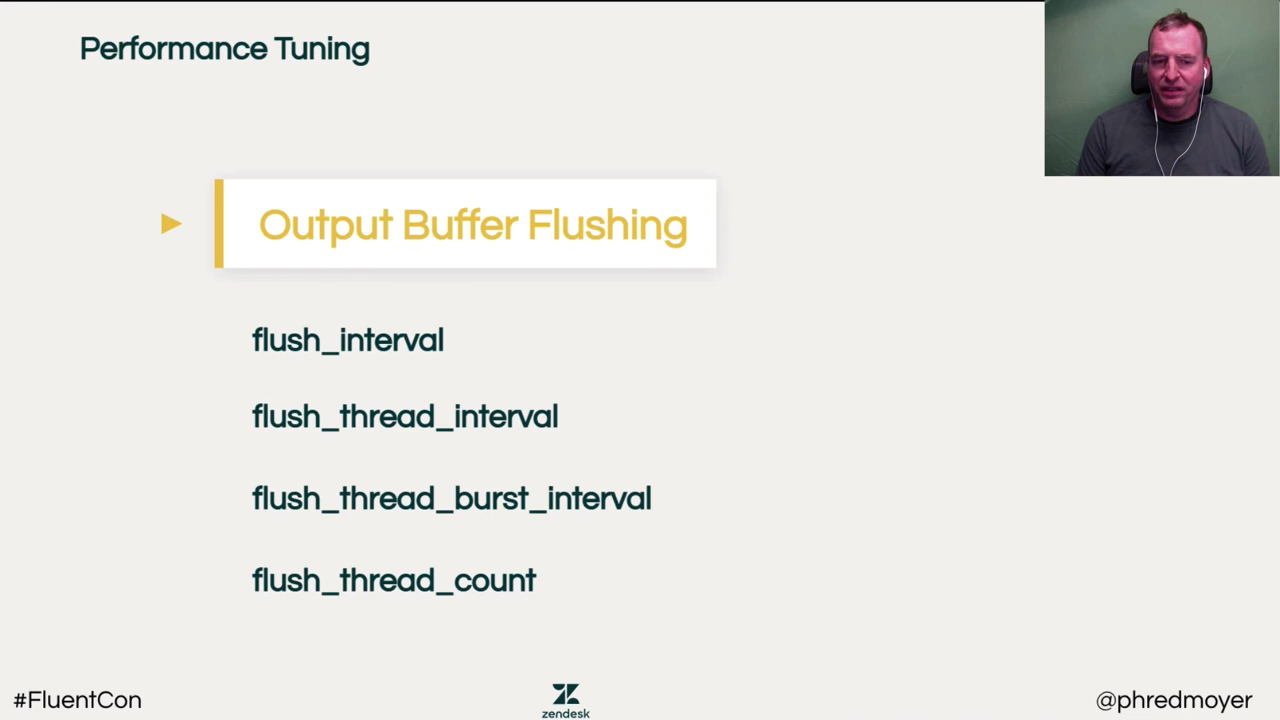 Performance Tuning
Output Buffer Flushing
flush_interval
flush_thread_interval
flush_thread_burst_interval
flush_thread_count
#FluentCon
zendesk
@phredmoyer